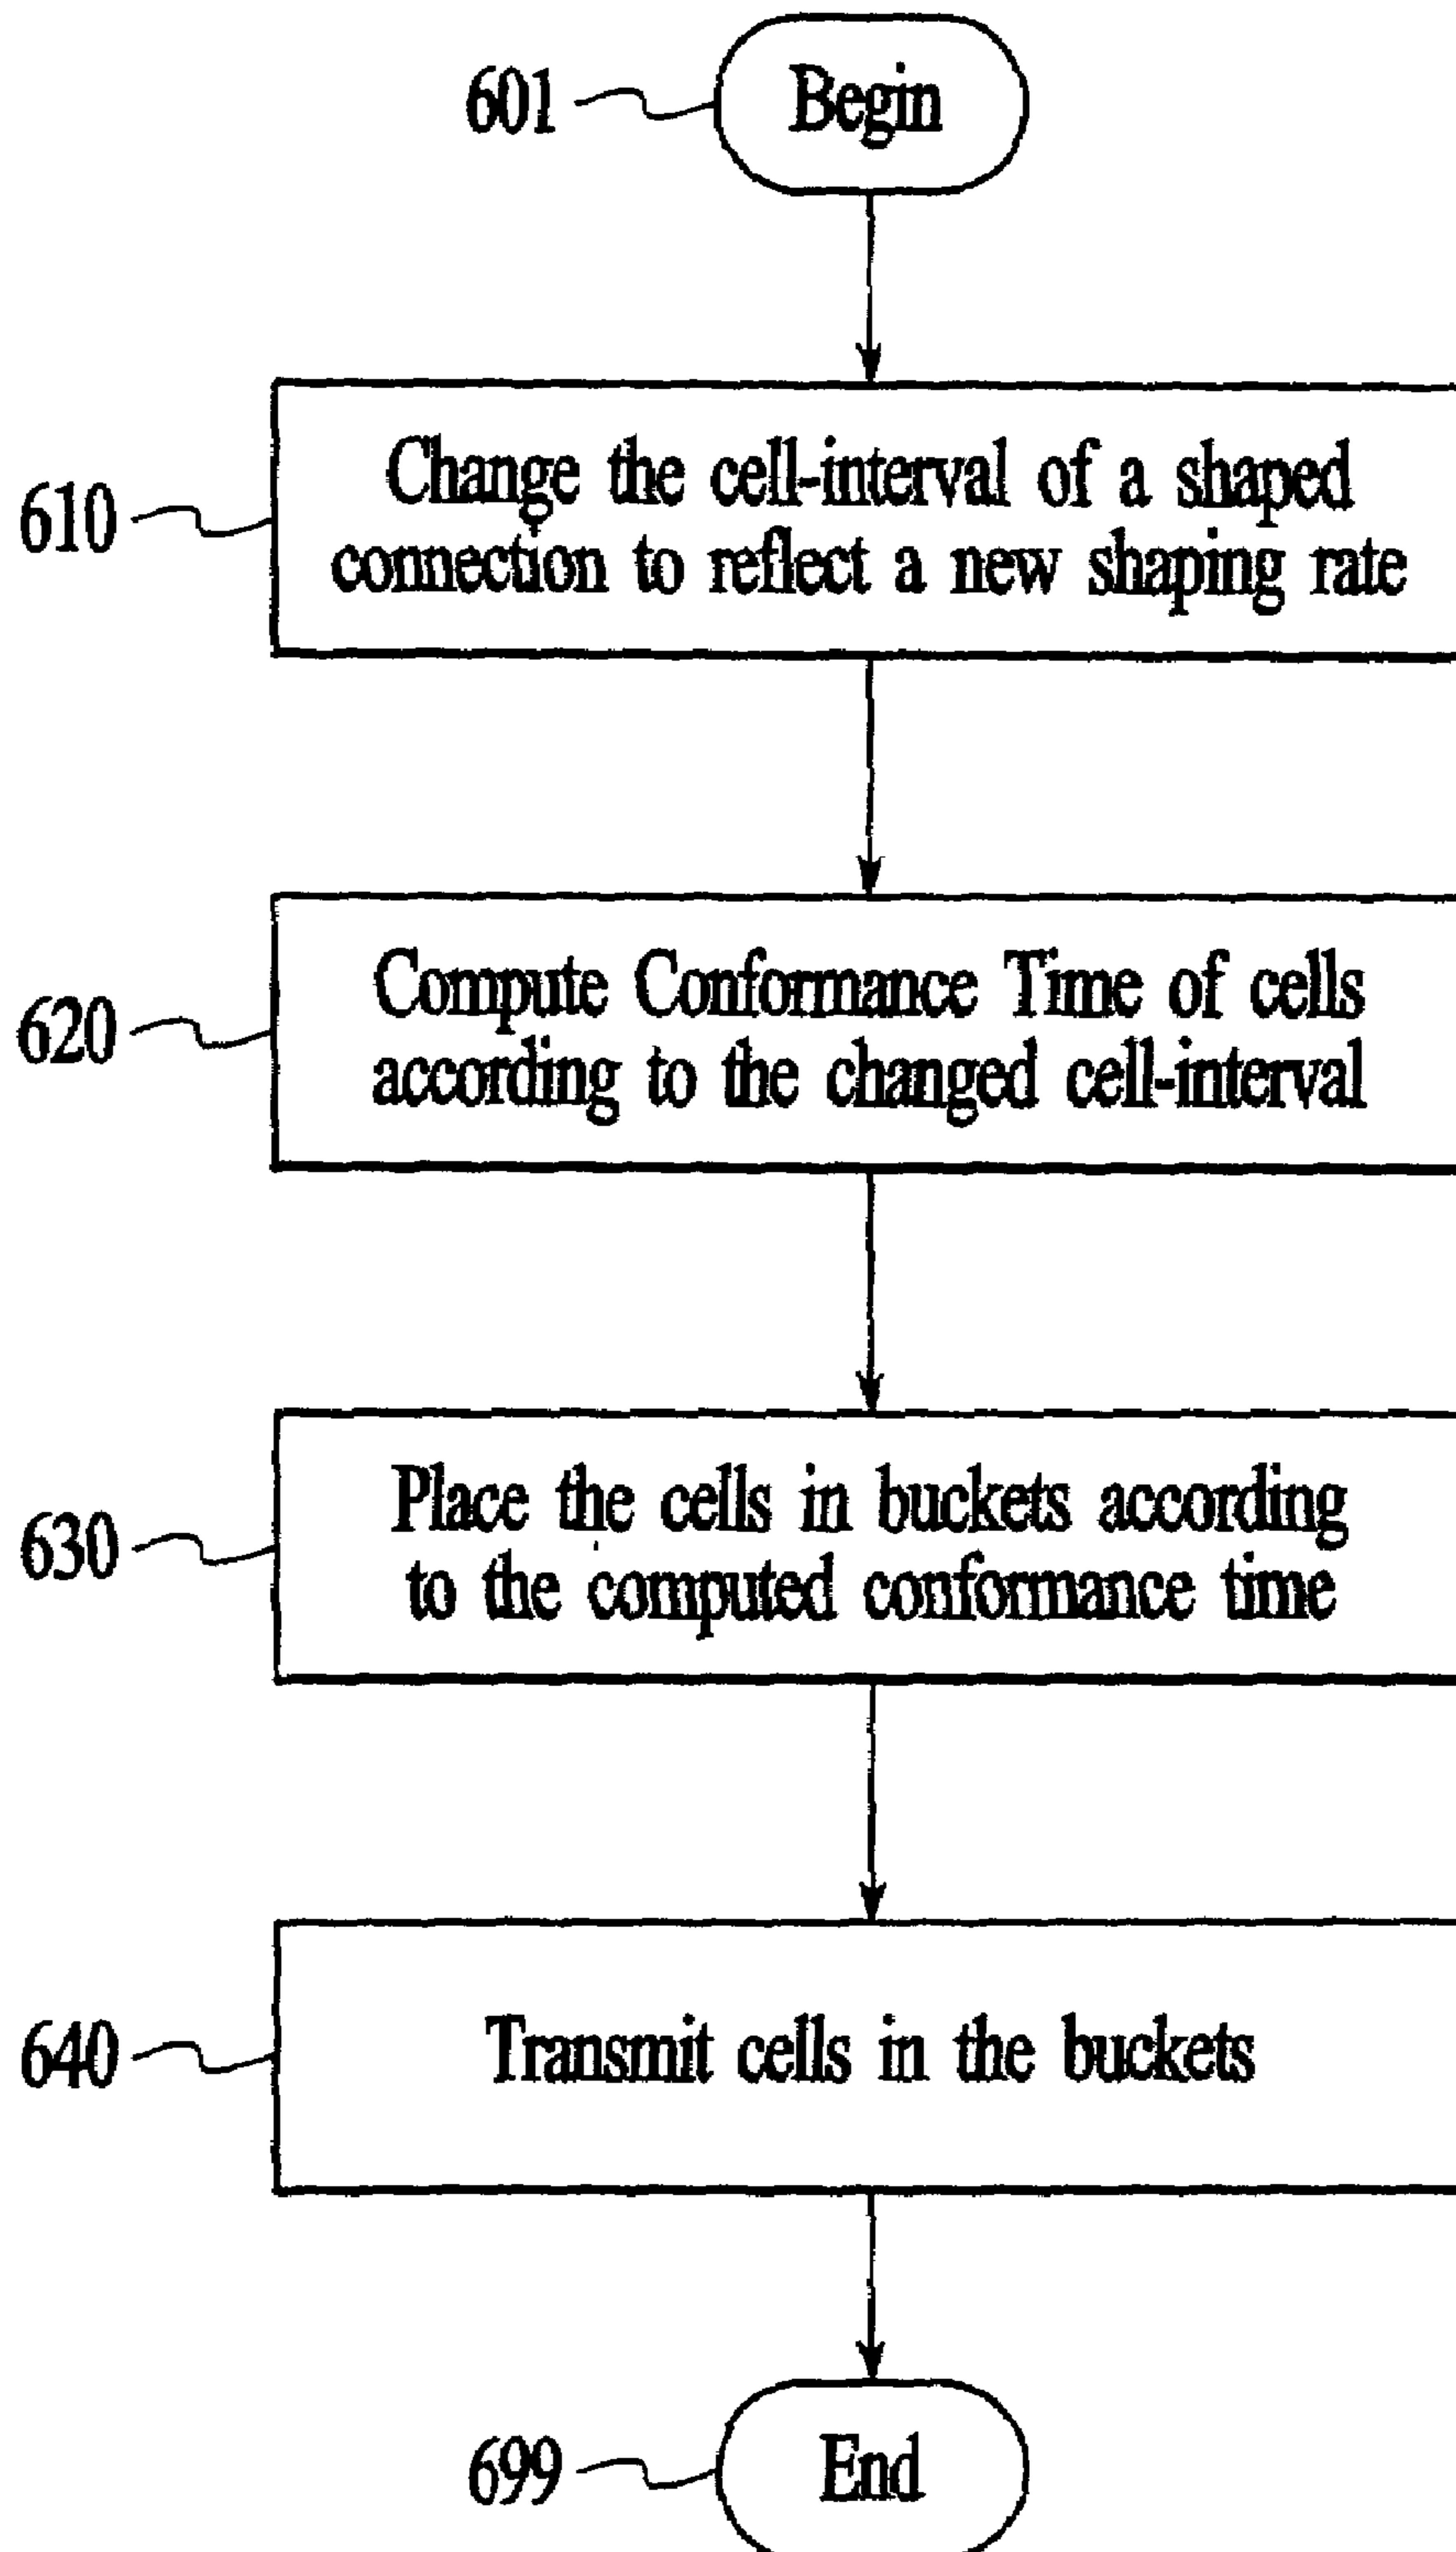 601
Begin
610
Change the cell-interval of a shaped
connection to reflect a new shaping rate
620
Compute Conformance Time of cells
according to the changed cell-interval
630
Place the cells in buckets according
to the computed conformance time
640
Transmit cells in the buckets
699
End